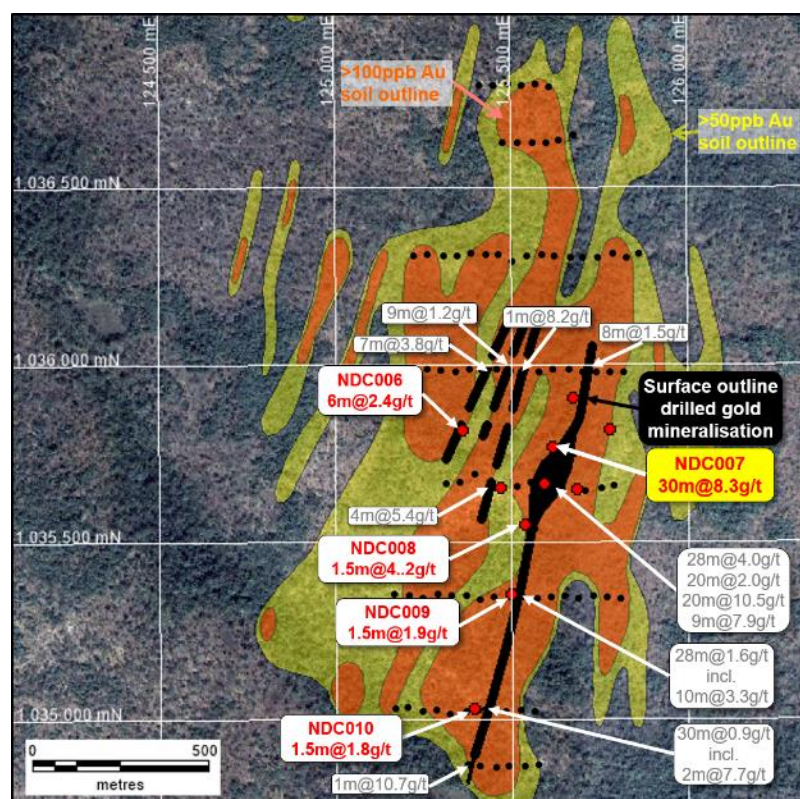 124,500 mE
125,000 mE
125,500 mE
126,000 mE
>100ppb Au
soil outline
>50ppb Au
soil outline
1,036,500 mN
9m@1.2g/t
1m@8.2g/t
7m@3.8g/t
8m@1.5g/t
1,036,000 mN
NDC006
6m@2.4g/t
Surface outline
drilled gold
mineralisation
NDC007
30m@8.3g/t
4m@5.4g/t
1,035,500 mN
NDC008
1.5m@4..2g/t
28m@4.0g/t
20m@2.0g/t
20m@10.5g/t
9m@7.9g/t
NDC009
1.5m@1.9g/t
28m@1.6g/t
incl.
10m@3.3g/t
1,035,000 mN
NDC010
1.5m@1.8g/t
30m@0.9g/t
incl.
2m@7.7g/t
0 500
metres
1m@10.7g/t